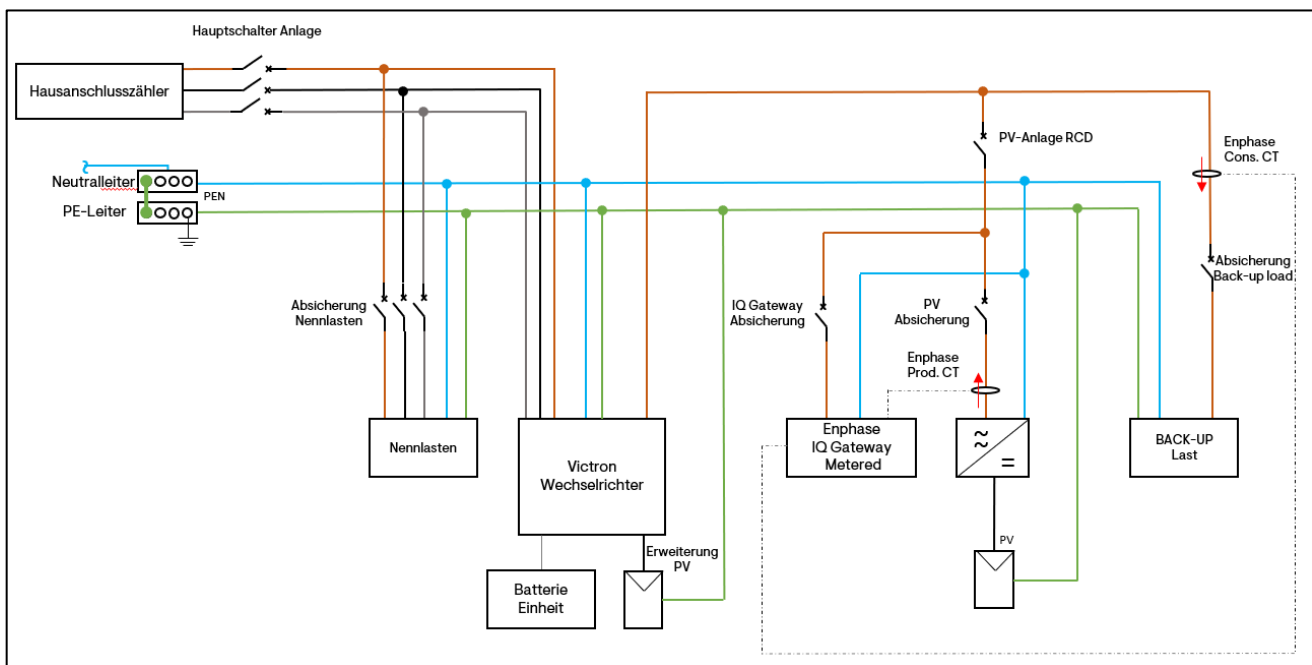 Hauptschalter Anlage
Hausanschlusszähler
PV-Anlage RCD
Enphase
Cons. CT
Neutralleiter
PEN
PE-Leiter
Absicherung
Nennlasten
IQ Gateway
Absicherung
PV
Absicherung
Absicherung
Back-up load
Enphase
Prod. CT
Nennlasten
Victron
Wechselrichter
Enphase
IQ Gateway
Metered
BACK-UP
Last
Erweiterung
PV
PV
Batterie
Einheit